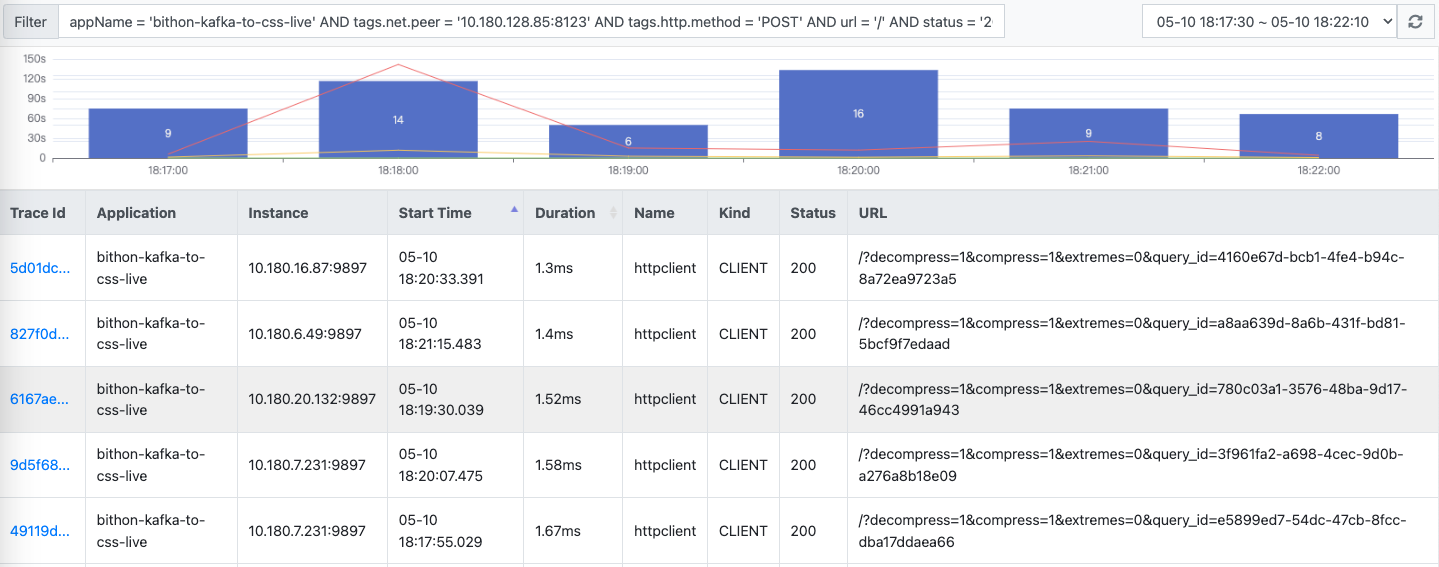 Filter appName = 'bithon-kafka-to-css-live' AND tags.net.peer = '10.180.128.85:8123' AND tags.http.method = 'POST' AND url = '/' AND status = '2 05-10 18:17:30 ~ 05-10 18:22:10
150s
120s
90s
60s
30s
0
9 14 6 16 9 8
18:17:00 18:18:00 18:19:00 18:20:00 18:21:00 18:22:00
Trace Id Application Instance Start Time Duration Name Kind Status URL
5d01dc... bithon-kafka-to-css-live 10.180.16.87:9897 05-10 18:20:33.391 1.3ms httpclient CLIENT 200 /?decompress=1&compress=1&extremes=0&query_id=4160e67d-bcb1-4fe4-b94c-8a72ea9723a5
827f0d... bithon-kafka-to-css-live 10.180.6.49:9897 05-10 18:21:15.483 1.4ms httpclient CLIENT 200 /?decompress=1&compress=1&extremes=0&query_id=a8aa639d-8a6b-431f-bd81-5bcf9f7edaad
6167ae... bithon-kafka-to-css-live 10.180.20.132:9897 05-10 18:19:30.039 1.52ms httpclient CLIENT 200 /?decompress=1&compress=1&extremes=0&query_id=780c03a1-3576-48ba-9d17-46cc4991a943
9d5f68... bithon-kafka-to-css-live 10.180.7.231:9897 05-10 18:20:07.475 1.58ms httpclient CLIENT 200 /?decompress=1&compress=1&extremes=0&query_id=3f961fa2-a698-4cec-9d0b-a276a8b18e09
49119d... bithon-kafka-to-css-live 10.180.7.231:9897 05-10 18:17:55.029 1.67ms httpclient CLIENT 200 /?decompress=1&compress=1&extremes=0&query_id=e5899ed7-54dc-47cb-8fcc-dba17ddaea66